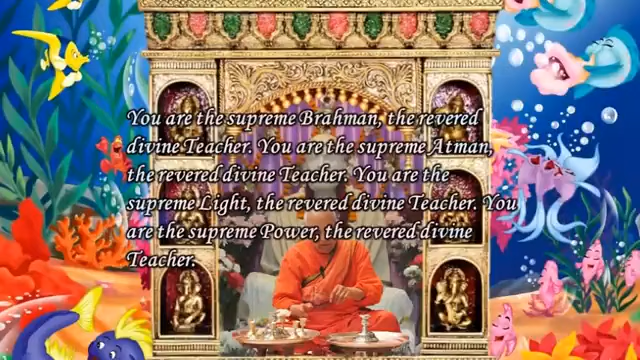 You are the supreme Brahman, the revered
divine Teacher. You are the supreme Atman,
the revered divine Teacher. You are the
supreme Light, the revered divine Teacher. You
are the supreme Power, the revered divine
Teacher.